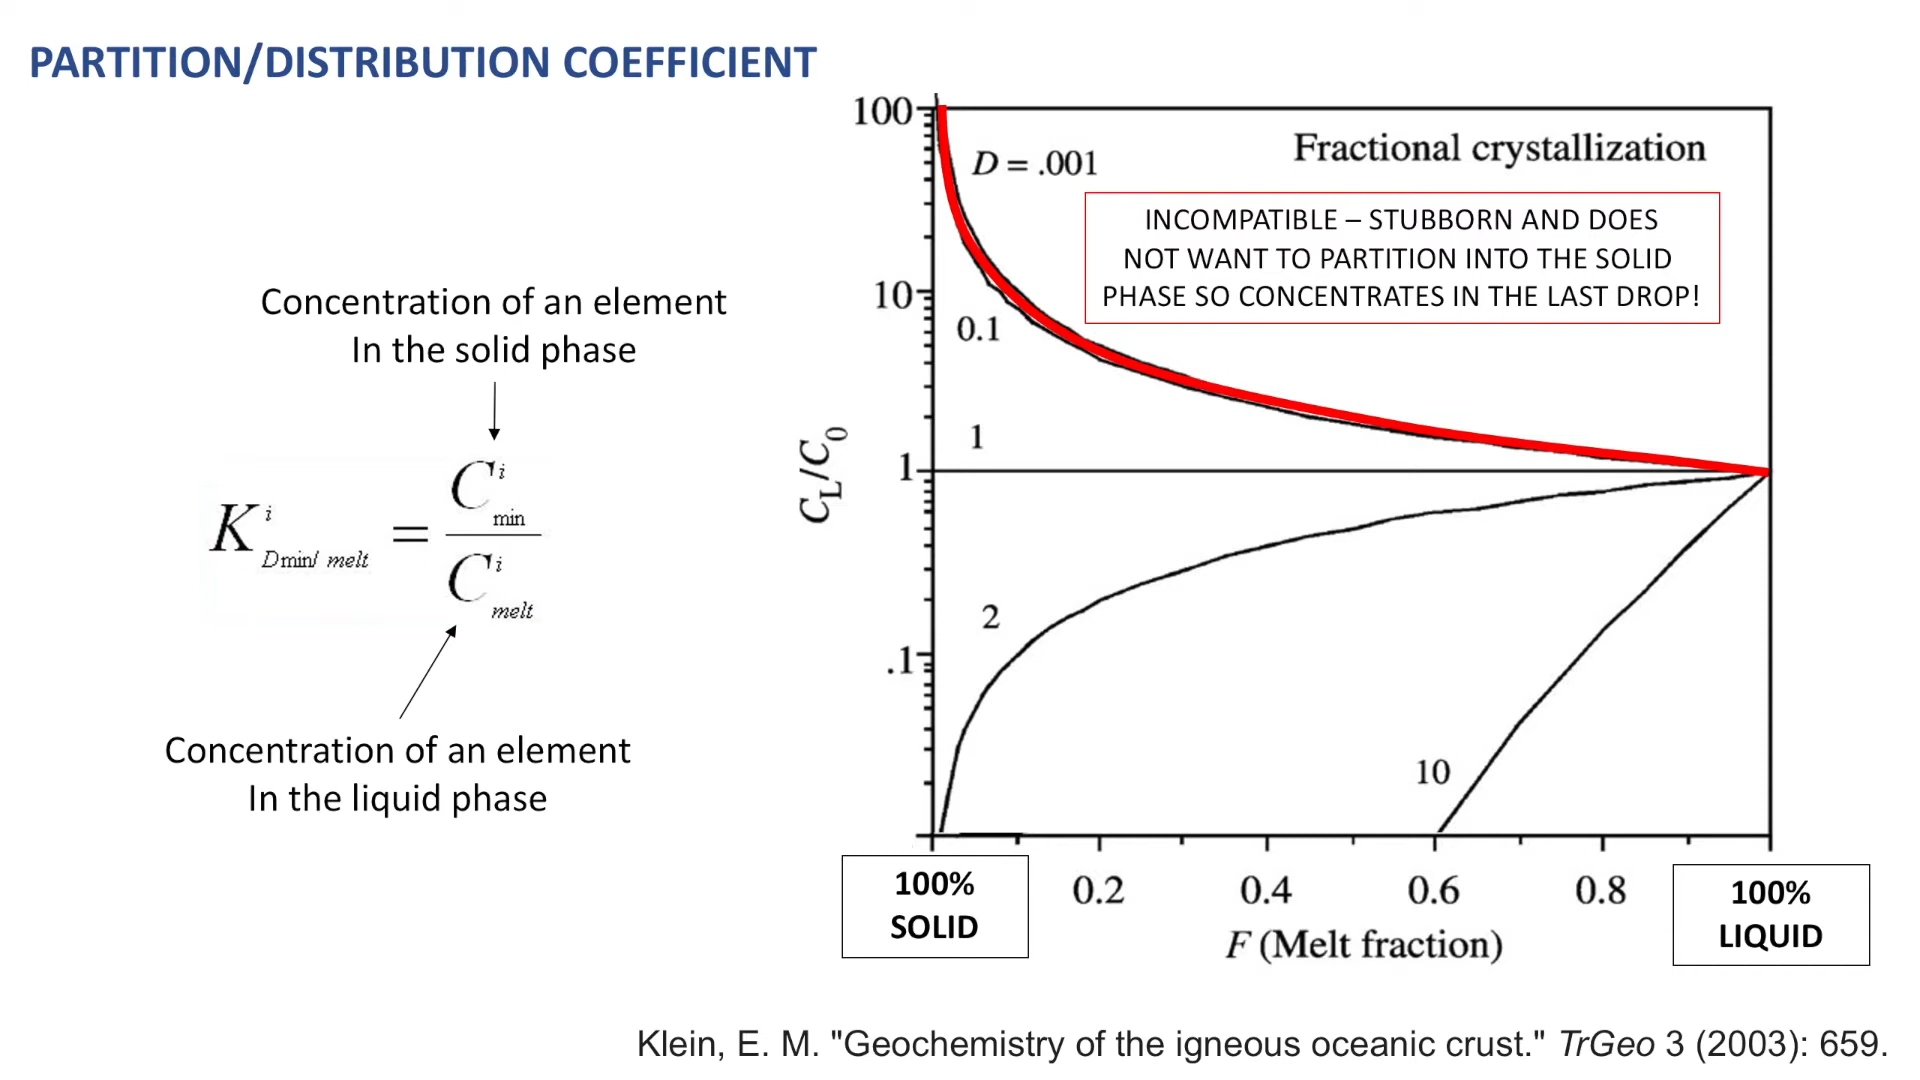 PARTITION/DISTRIBUTION COEFFICIENT
Concentration of an element
In the solid phase
K i Dmin/ melt = C i min / C i melt
Concentration of an element
In the liquid phase
100
10
1
.1
C_L/C_0
Fractional crystallization
D = .001
INCOMPATIBLE – STUBBORN AND DOES
NOT WANT TO PARTITION INTO THE SOLID
PHASE SO CONCENTRATES IN THE LAST DROP!
0.1
1
2
10
100%
SOLID
0.2 0.4 0.6 0.8
100%
LIQUID
F (Melt fraction)
Klein, E. M. "Geochemistry of the igneous oceanic crust." TrGeo 3 (2003): 659.